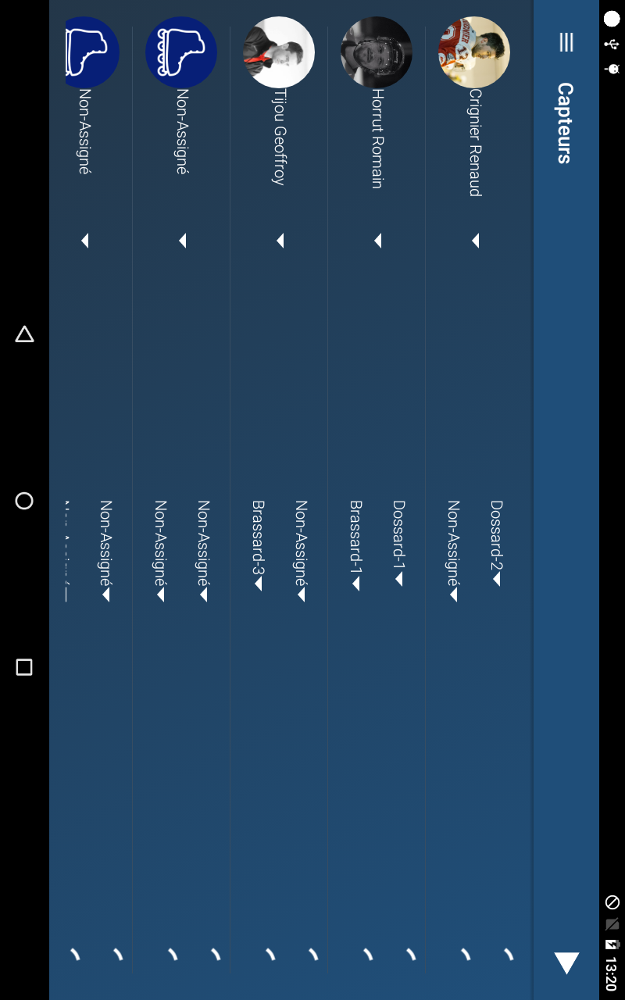 13:20
Capteurs
Crignier Renaud
Dossard-2
Non-Assigné
Horrut Romain
Dossard-1
Brassard-1
Tijou Geoffroy
Non-Assigné
Brassard-3
Non-Assigné
Non-Assigné
Non-Assigné
Non-Assigné
Non-Assigné